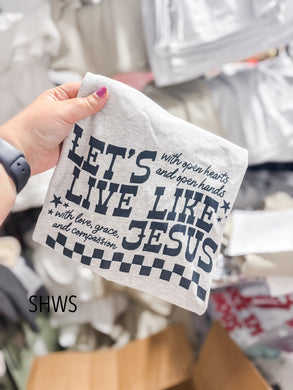 LET'S
with open hearts
and open hands
LIVE LIKE
with love, grace,
and compassion
JESUS
SHWS